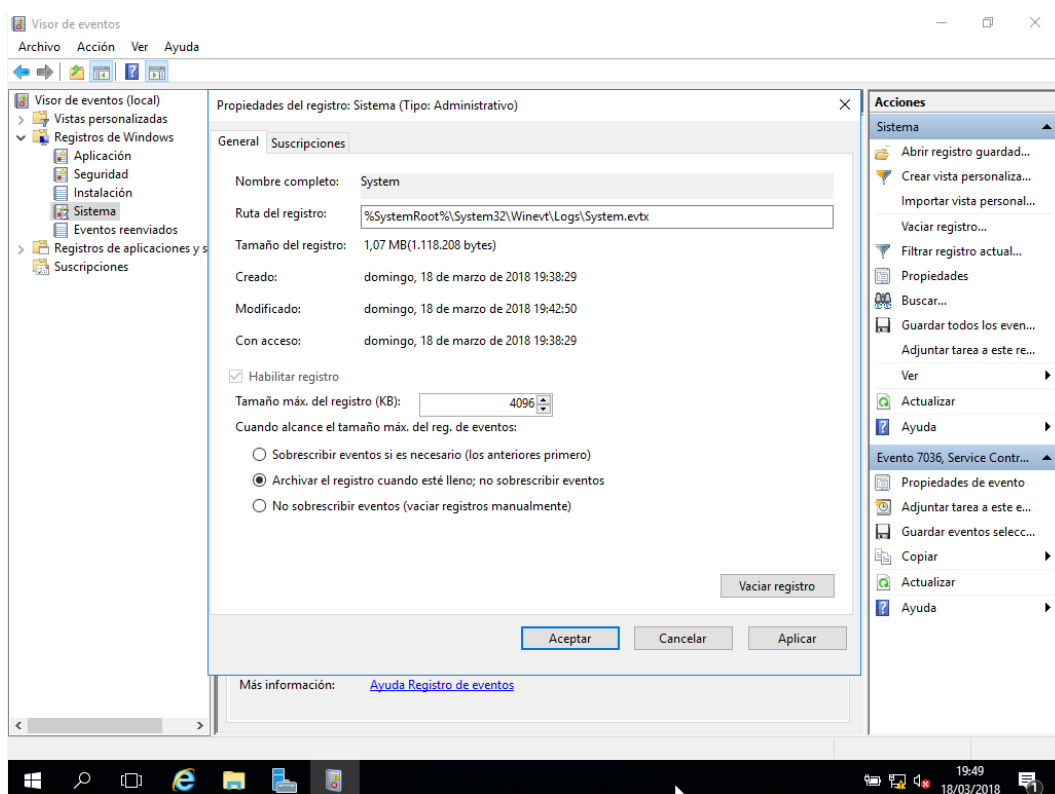 Visor de eventos
Archivo Acción Ver Ayuda
Visor de eventos (local)
Vistas personalizadas
Registros de Windows
Aplicación
Seguridad
Instalación
Sistema
Eventos reenviados
Registros de aplicaciones y s
Suscripciones
Propiedades del registro: Sistema (Tipo: Administrativo)
General Suscripciones
Nombre completo: System
Ruta del registro: %SystemRoot%\System32\Winevt\Logs\System.evtx
Tamaño del registro: 1,07 MB(1.118.208 bytes)
Creado: domingo, 18 de marzo de 2018 19:38:29
Modificado: domingo, 18 de marzo de 2018 19:42:50
Con acceso: domingo, 18 de marzo de 2018 19:38:29
Habilitar registro
Tamaño máx. del registro (KB): 4096
Cuando alcance el tamaño máx. del reg. de eventos:
Sobrescribir eventos si es necesario (los anteriores primero)
Archivar el registro cuando esté lleno; no sobrescribir eventos
No sobrescribir eventos (vaciar registros manualmente)
Vaciar registro
Aceptar Cancelar Aplicar
Más información: Ayuda Registro de eventos
Acciones
Sistema
Abrir registro guardad...
Crear vista personaliza...
Importar vista personal...
Vaciar registro...
Filtrar registro actual...
Propiedades
Buscar...
Guardar todos los even...
Adjuntar tarea a este re...
Ver
Actualizar
Ayuda
Evento 7036, Service Contr...
Propiedades de evento
Adjuntar tarea a este e...
Guardar eventos selecc...
Copiar
Actualizar
Ayuda
19:49
18/03/2018